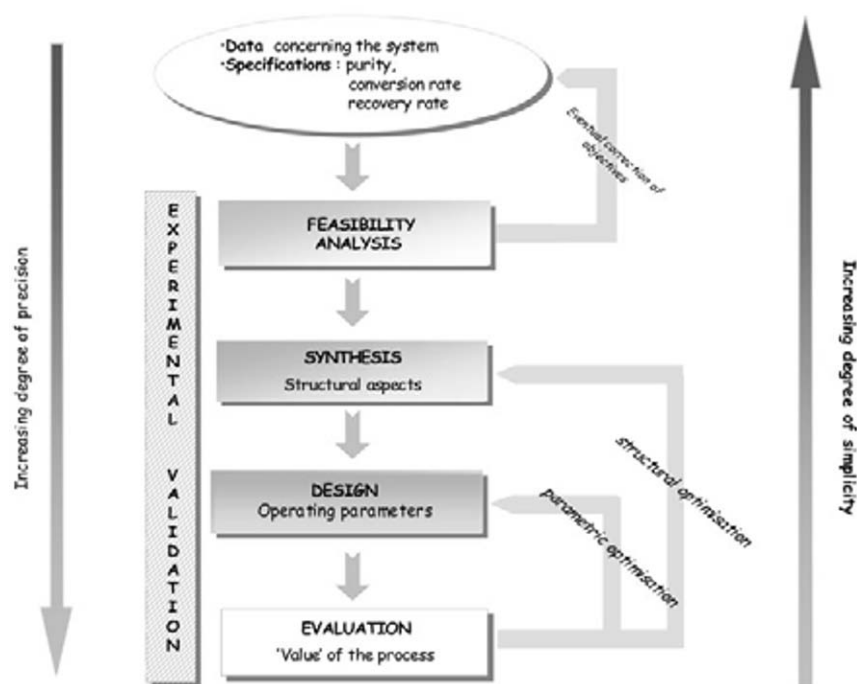 •Data concerning the system
•Specifications : purity,
conversion rate
recovery rate
Eventual correction of
objectives
FEASIBILITY
ANALYSIS
SYNTHESIS
Structural aspects
DESIGN
Operating parameters
EVALUATION
'Value' of the process
EXPERIMENTAL VALIDATION
Increasing degree of precision
Increasing degree of simplicity
structural optimisation
parametric optimisation